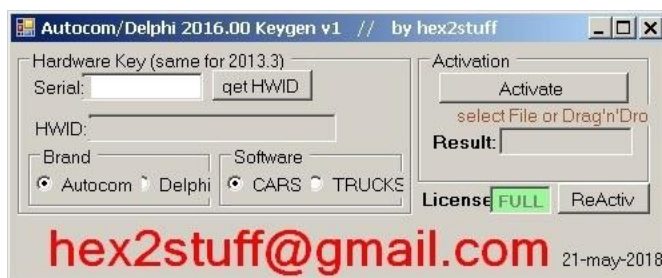 Autocom/Delphi 2016.00 Keygen v1 // by hex2stuff
Hardware Key (same for 2013.3)
Serial:
get HWID
HWID:
Brand
Autocom
Delphi
Software
CARS
TRUCKS
Activation
Activate
select File or Drag'n'Dro
Result:
License
FULL
ReActiv
hex2stuff@gmail.com
21-may-2018